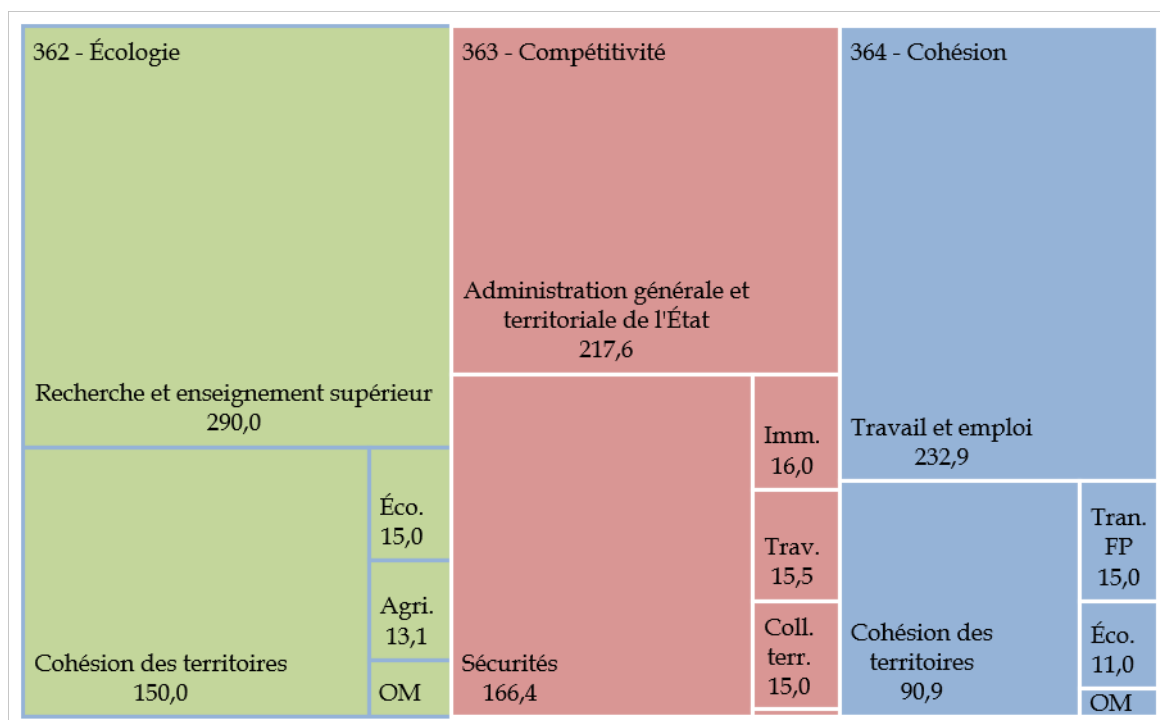 362 - Écologie
Recherche et enseignement supérieur
290,0
Cohésion des territoires
150,0
Éco.
15,0
Agri.
13,1
OM
363 - Compétitivité
Administration générale et
territoriale de l'État
217,6
Sécurités
166,4
Imm.
16,0
Trav.
15,5
Coll.
terr.
15,0
364 - Cohésion
Travail et emploi
232,9
Cohésion des
territoires
90,9
Tran.
FP
15,0
Éco.
11,0
OM